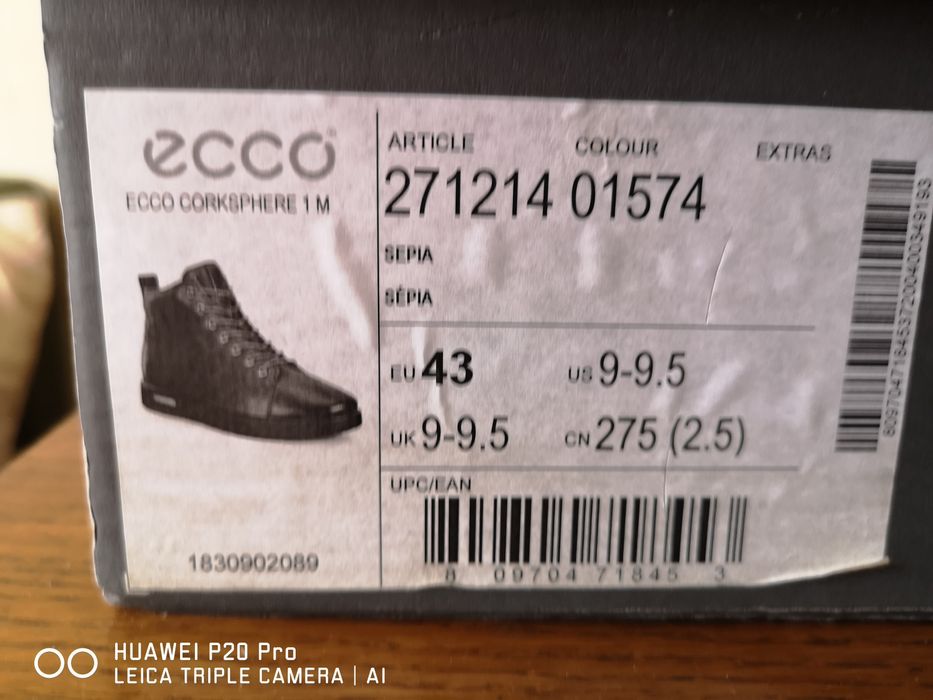 ecco
ECCO CORKSPHERE 1 M
1830902089
ARTICLE COLOUR EXTRAS
271214 01574
SEPIA
SÉPIA
EU 43 US 9-9.5
UK 9-9.5 CN 275 (2.5)
UPC/EAN
8 09704 71845 3
8097047184537200400349193
HUAWEI P20 Pro
LEICA TRIPLE CAMERA | AI